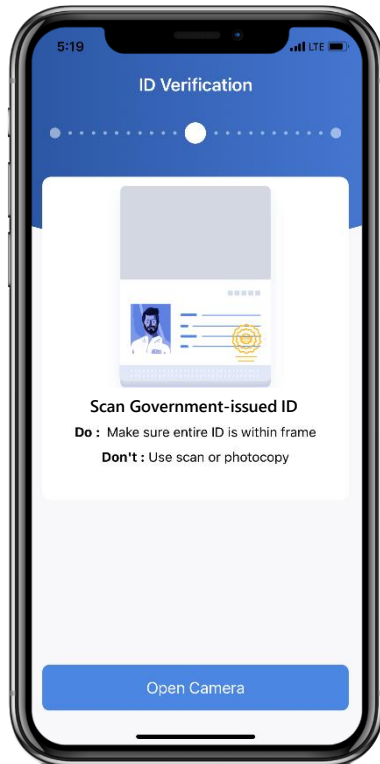 5:19 LTE
ID Verification
Scan Government-issued ID
Do : Make sure entire ID is within frame
Don't : Use scan or photocopy
Open Camera